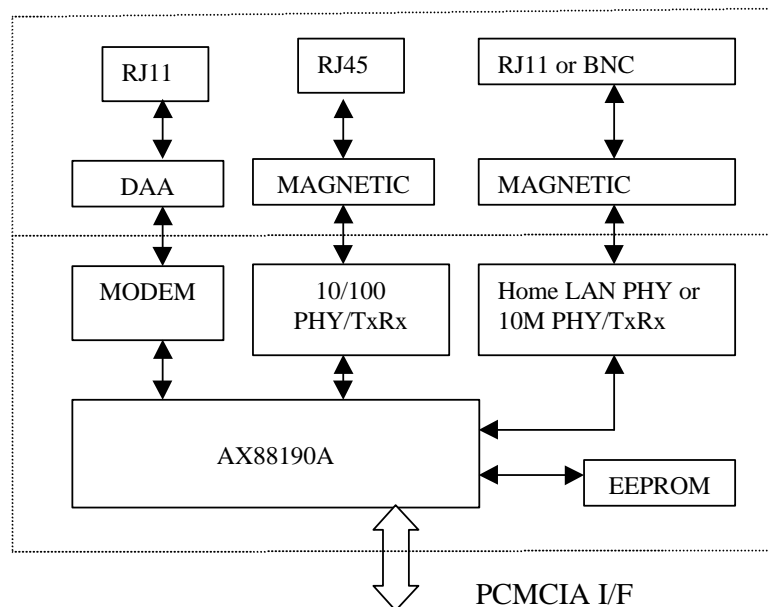 RJ11
RJ45
RJ11 or BNC
DAA
MAGNETIC
MAGNETIC
MODEM
10/100
PHY/TxRx
Home LAN PHY or
10M PHY/TxRx
AX88190A
EEPROM
PCMCIA I/F